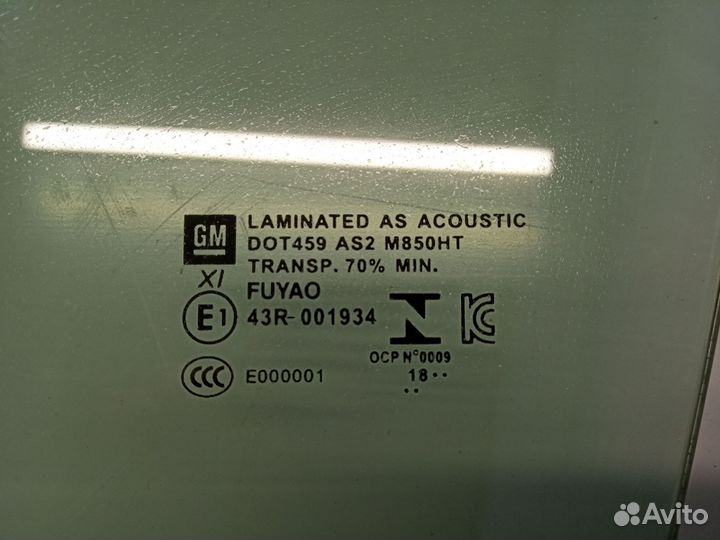 GM
LAMINATED AS ACOUSTIC
DOT459 AS2 M850HT
TRANSP. 70% MIN.
XI
FUYAO
E1
43R-001934
OCP N°0009
CCC
E000001
18••
••
Avito